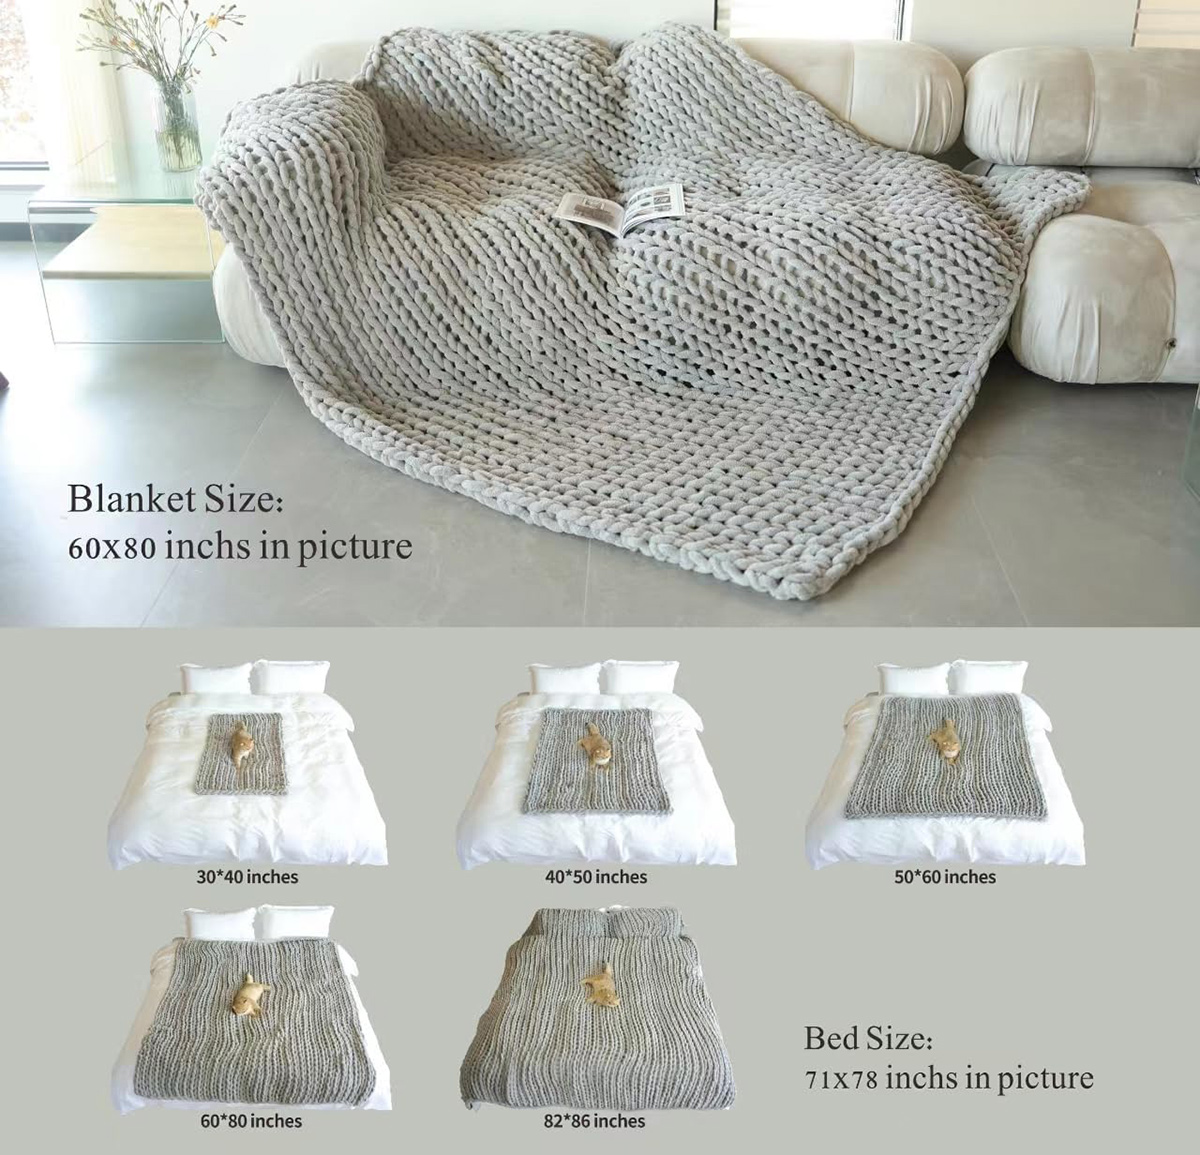 Blanket Size:
60x80 inchs in picture
30*40 inches
40*50 inches
50*60 inches
60*80 inches
82*86 inches
Bed Size:
71x78 inchs in picture